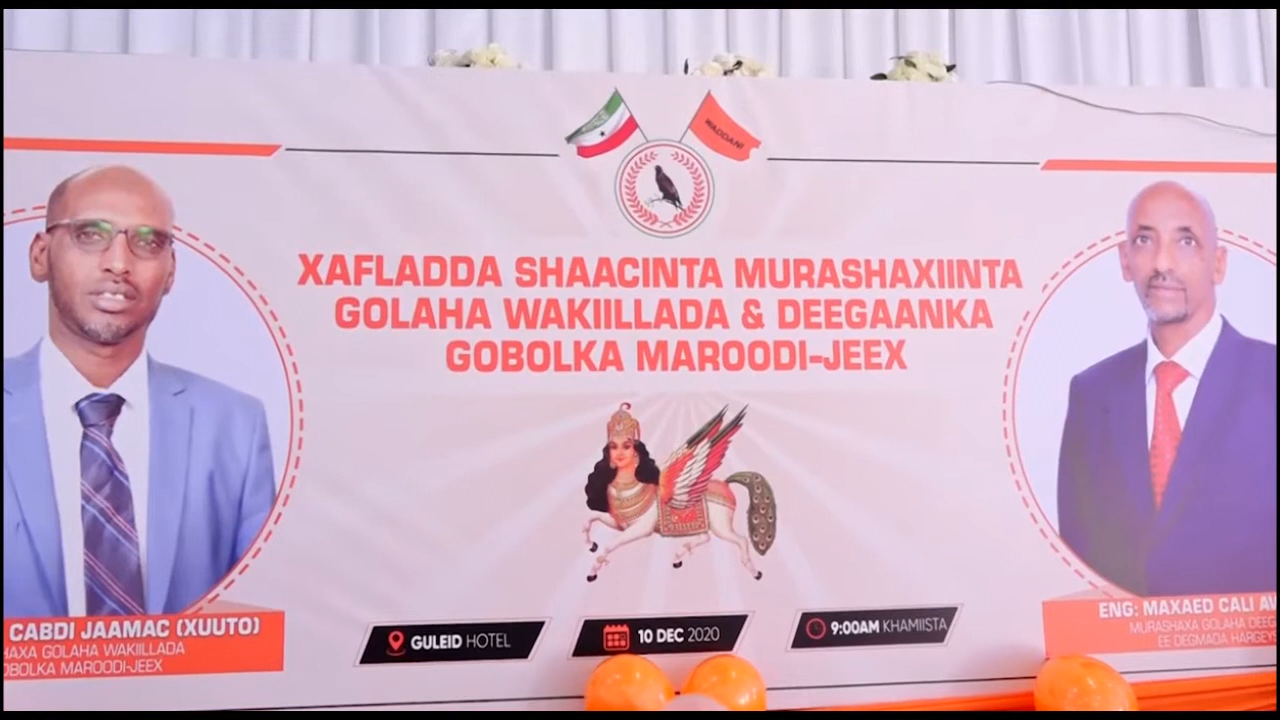 WADDANI
XAFLADDA SHAACINTA MURASHAXIINTA
GOLAHA WAKIILLADA & DEEGAANKA
GOBOLKA MAROODI-JEEX
CABDI JAAMAC (XUUTO)
GOLAHA WAKIILLADA
MAROODI-JEEX
GULEID HOTEL
10 DEC 2020
9:00AM KHAMIISTA
ENG: MAXAED CALI
MURASHAXA GOLAHA
EE DEGMADA